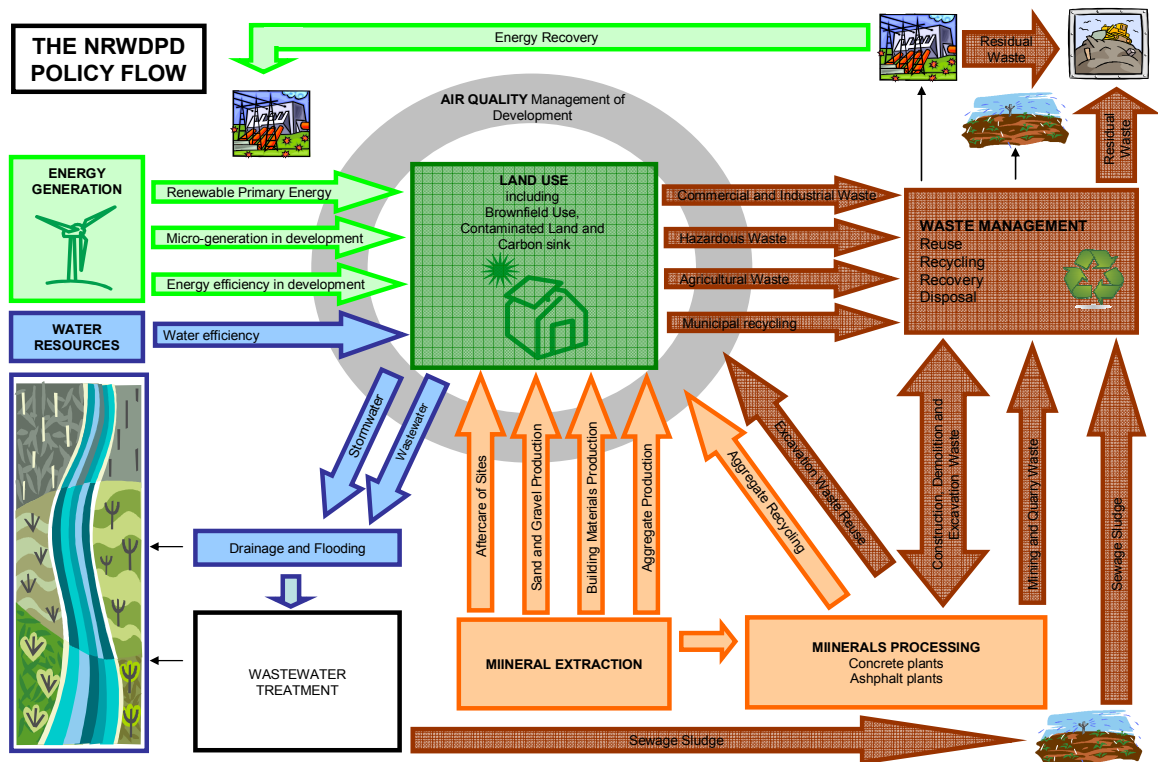 THE NRWDPD
POLICY FLOW
Energy Recovery
Residual
Waste
AIR QUALITY Management of
Development
Residual
Waste
ENERGY
GENERATION
Renewable Primary Energy
Micro-generation in development
Energy efficiency in development
WATER
RESOURCES
Water efficiency
LAND USE
including
Brownfield Use,
Contaminated Land and
Carbon sink
Commercial and Industrial Waste
Hazardous Waste
Agricultural Waste
Municipal recycling
WASTE MANAGEMENT
Reuse
Recycling
Recovery
Disposal
Stormwater
Wastewater
Aftercare of Sites
Sand and Gravel Production
Building Materials Production
Aggregate Production
Aggregate Recycling
Excavation Waste Reuse
Construction, Demolition and
Excavation Waste
Mining and Quarry Waste
Sewage Sludge
Drainage and Flooding
WASTEWATER
TREATMENT
MIINERAL EXTRACTION
MIINERALS PROCESSING
Concrete plants
Ashphalt plants
Sewage Sludge